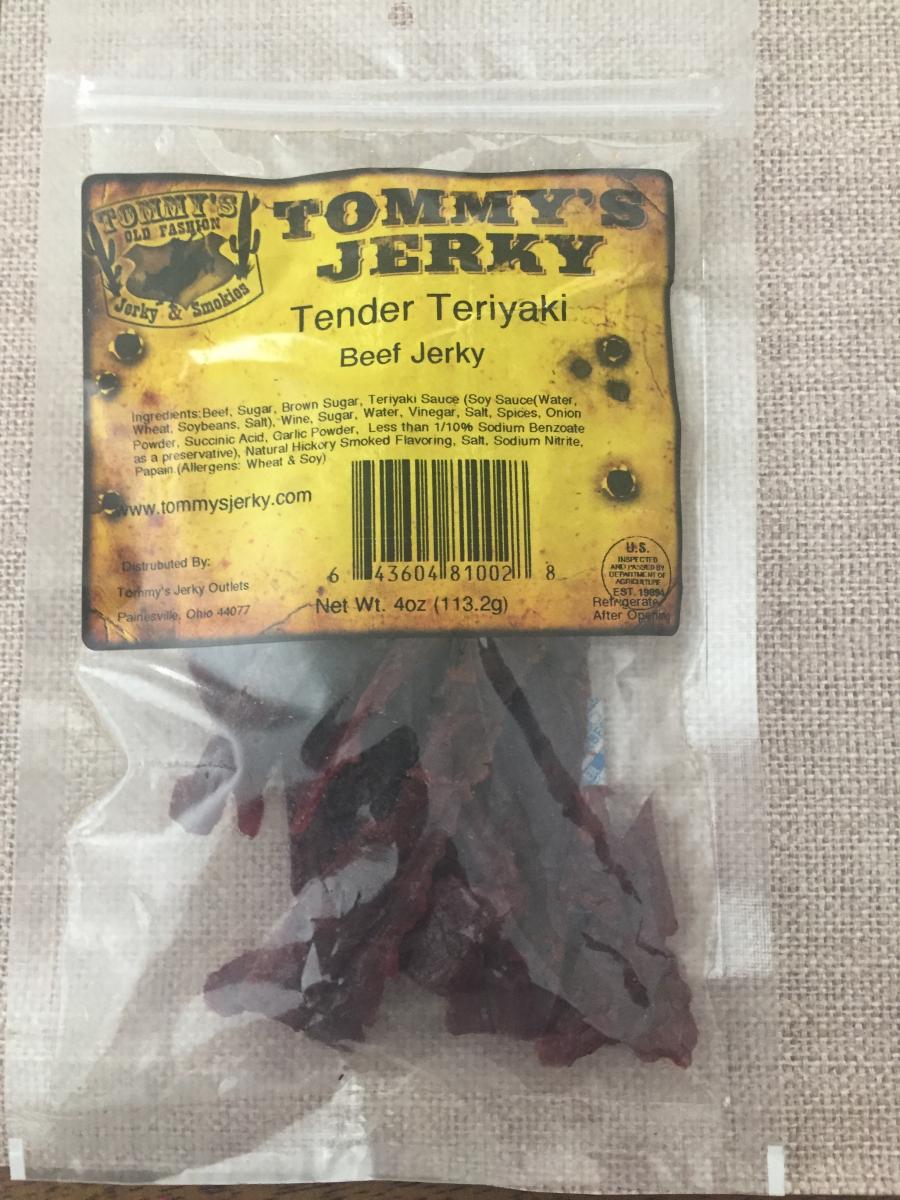 TOMMY'S
OLD FASHION
Jerky & Smokies
TOMMY'S
JERKY
Tender Teriyaki
Beef Jerky
Ingredients:Beef, Sugar, Brown Sugar, Teriyaki Sauce (Soy Sauce(Water,
Wheat, Soybeans, Salt), Wine, Sugar, Water, Vinegar, Salt, Spices, Onion
Powder, Succinic Acid, Garlic Powder, Less than 1/10% Sodium Benzoate
as a preservative), Natural Hickory Smoked Flavoring, Salt, Sodium Nitrite,
Papain.(Allergens: Wheat & Soy)
www.tommysjerky.com
6 43604 81002 8
Distrubuted By:
Tommy's Jerky Outlets
Painesville, Ohio 44077
Net Wt. 4oz (113.2g)
U.S.
INSPECTED
AND PASSED BY
DEPARTMENT OF
AGRICULTURE
EST.
Refrigerate
After Opening